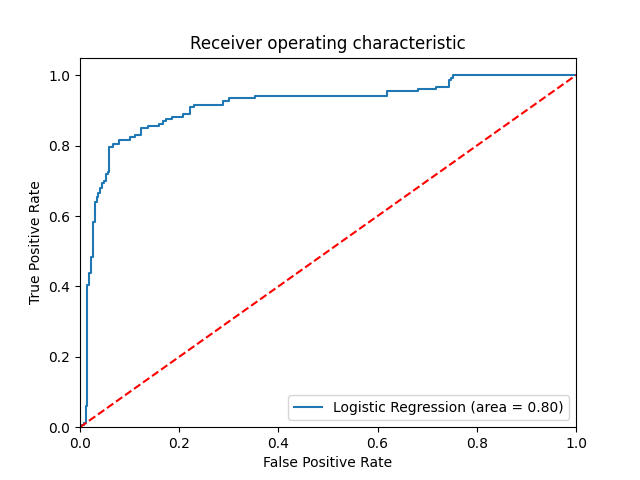 Receiver operating characteristic
1.0
0.8
0.6
0.4
0.2
0.0
True Positive Rate
Logistic Regression (area = 0.80)
0.0 0.2 0.4 0.6 0.8 1.0
False Positive Rate